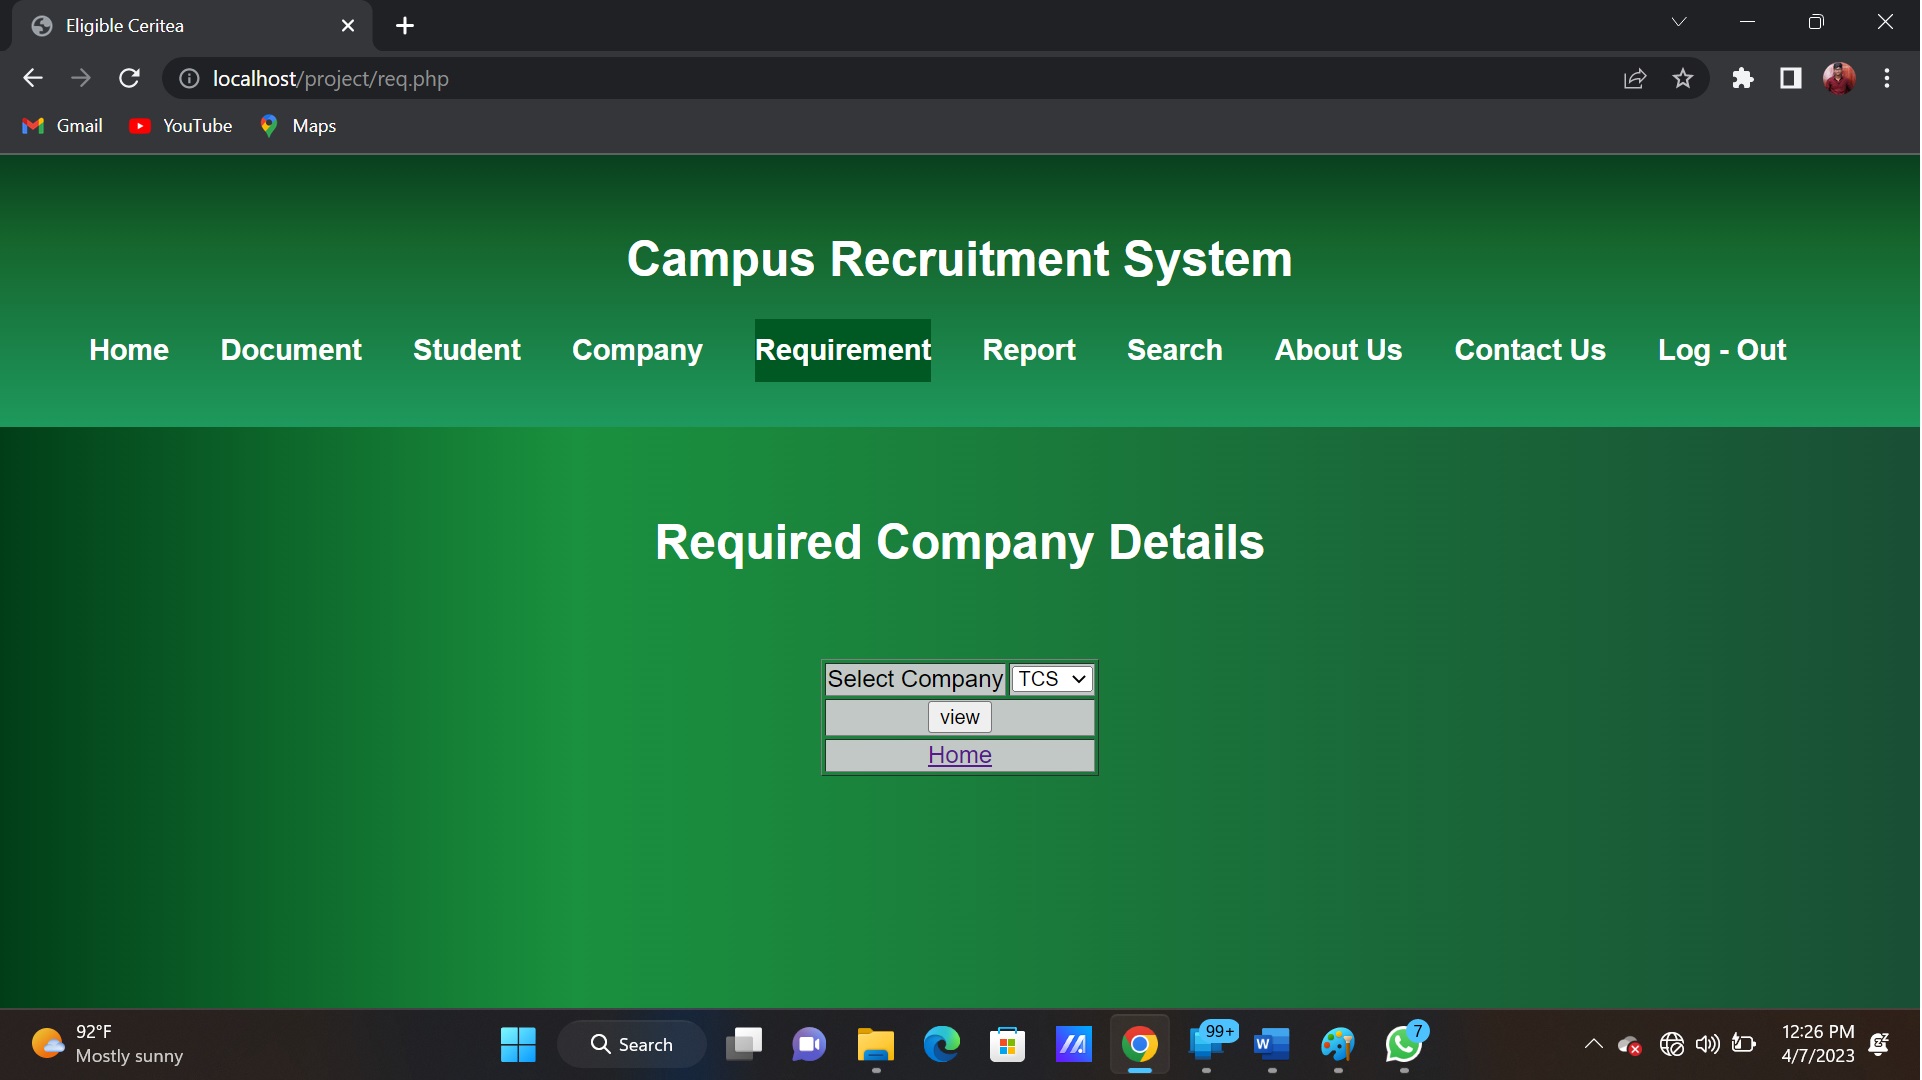 Eligible Ceritea
localhost/project/req.php
Gmail YouTube Maps
Campus Recruitment System
Home Document Student Company Requirement Report Search About Us Contact Us Log - Out
Required Company Details
Select Company TCS
view
Home
92°F
Mostly sunny
Search
99+
W
7
12:26 PM
4/7/2023